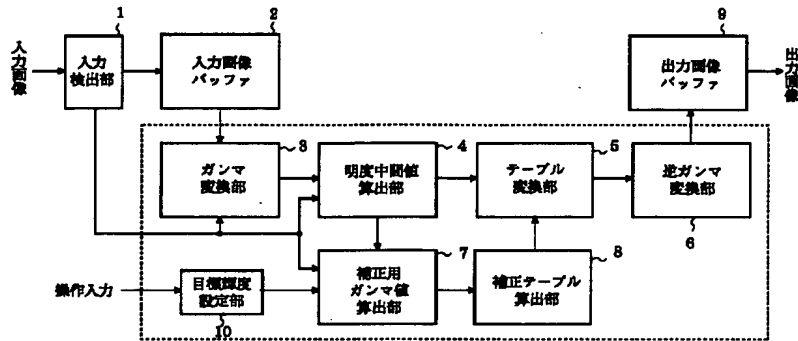 1
2
9
入力画像
入力
検出部
入力画像
バッファ
出力画像
バッファ
出力画像
3
4
5
ガンマ
変換部
明度中間値
算出部
テーブル
変換部
逆ガンマ
変換部
6
7
8
操作入力
目標輝度
設定部
補正用
ガンマ値
算出部
補正テーブル
算出部
10